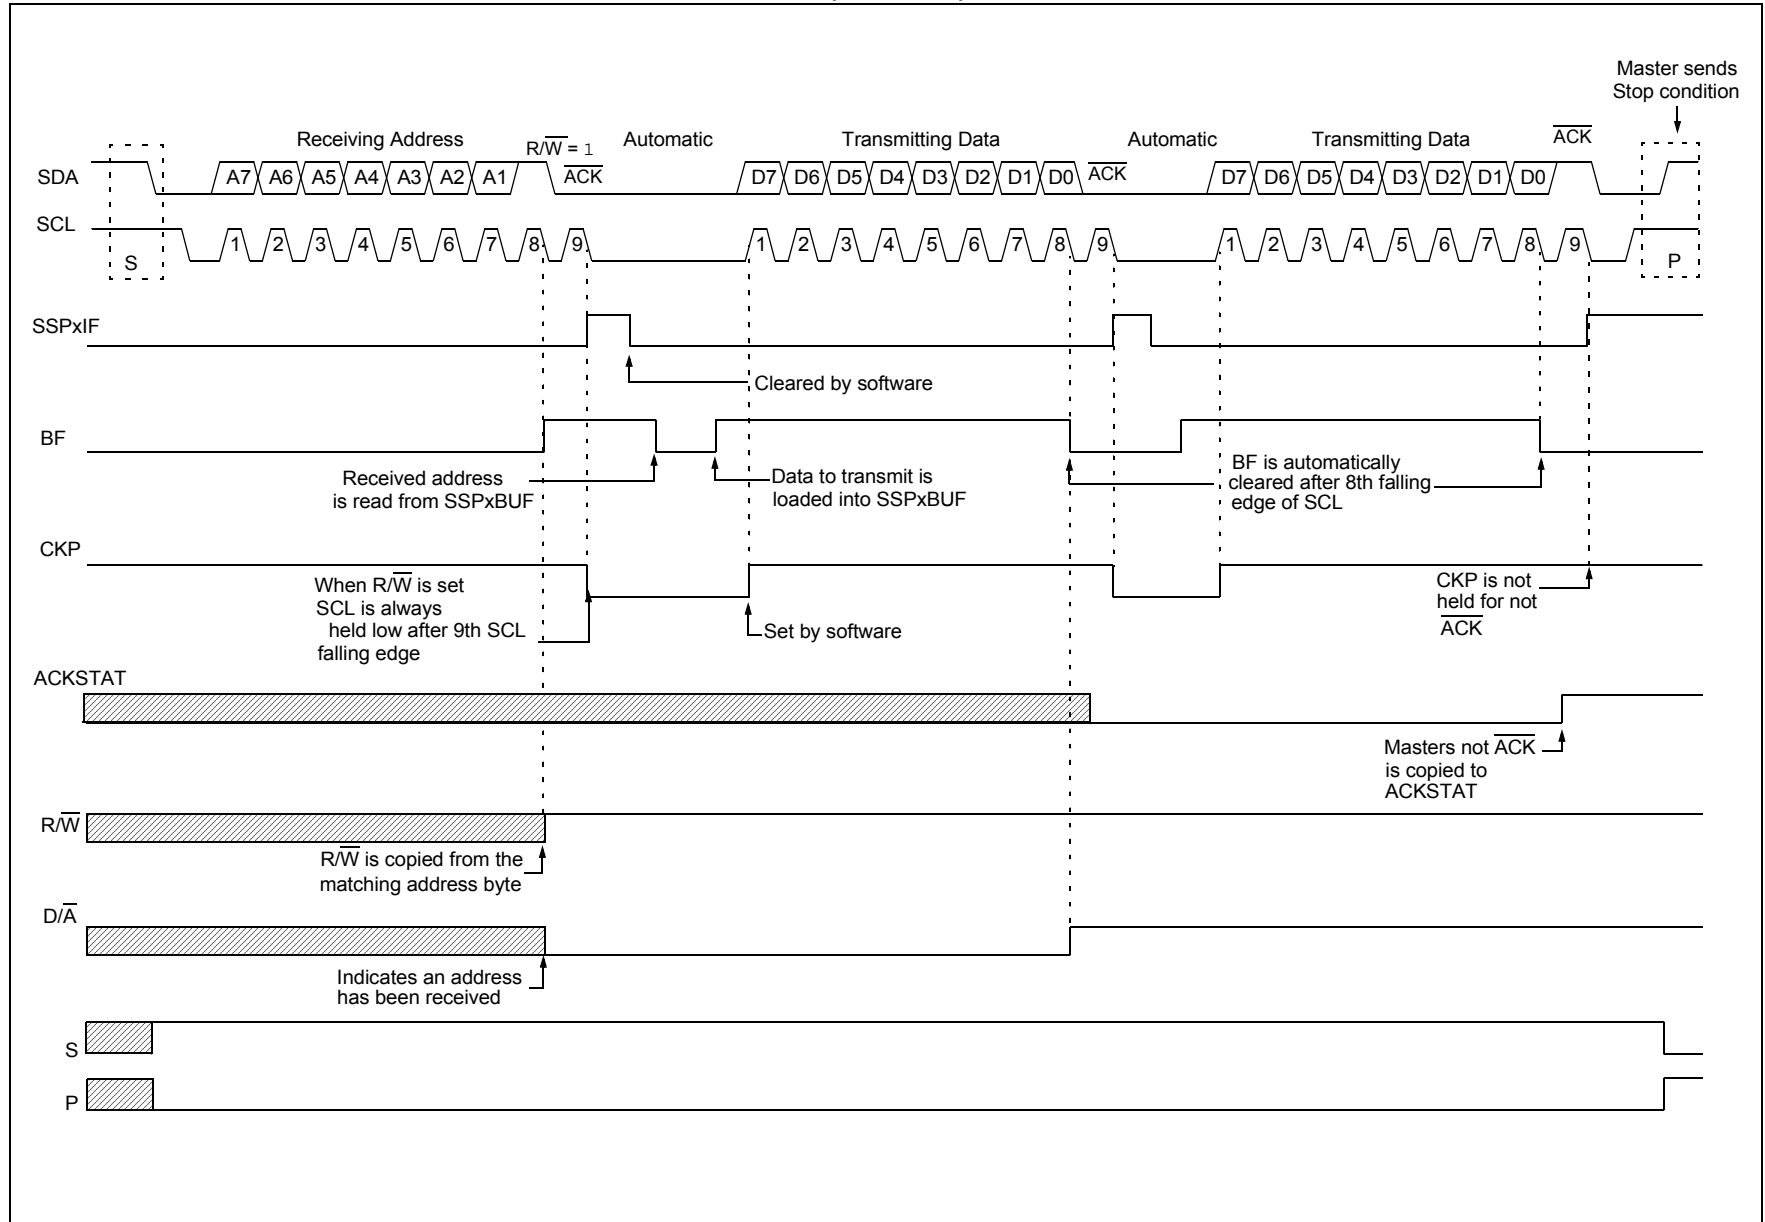 Master sends
Stop condition
Receiving Address
R/W̅ = 1
Automatic
Transmitting Data
Automatic
Transmitting Data
A̅C̅K̅
SDA
A7 A6 A5 A4 A3 A2 A1
A̅C̅K̅
D7 D6 D5 D4 D3 D2 D1 D0
A̅C̅K̅
D7 D6 D5 D4 D3 D2 D1 D0
SCL
S
1 2 3 4 5 6 7 8 9
1 2 3 4 5 6 7 8 9
1 2 3 4 5 6 7 8 9
P
SSPxIF
Cleared by software
BF
Received address
is read from SSPxBUF
Data to transmit is
loaded into SSPxBUF
BF is automatically
cleared after 8th falling
edge of SCL
CKP
When R/W̅ is set
SCL is always
held low after 9th SCL
falling edge
Set by software
CKP is not
held for not
A̅C̅K̅
ACKSTAT
Masters not A̅C̅K̅
is copied to
ACKSTAT
R/W̅
R/W̅ is copied from the
matching address byte
D/A̅
Indicates an address
has been received
S
P